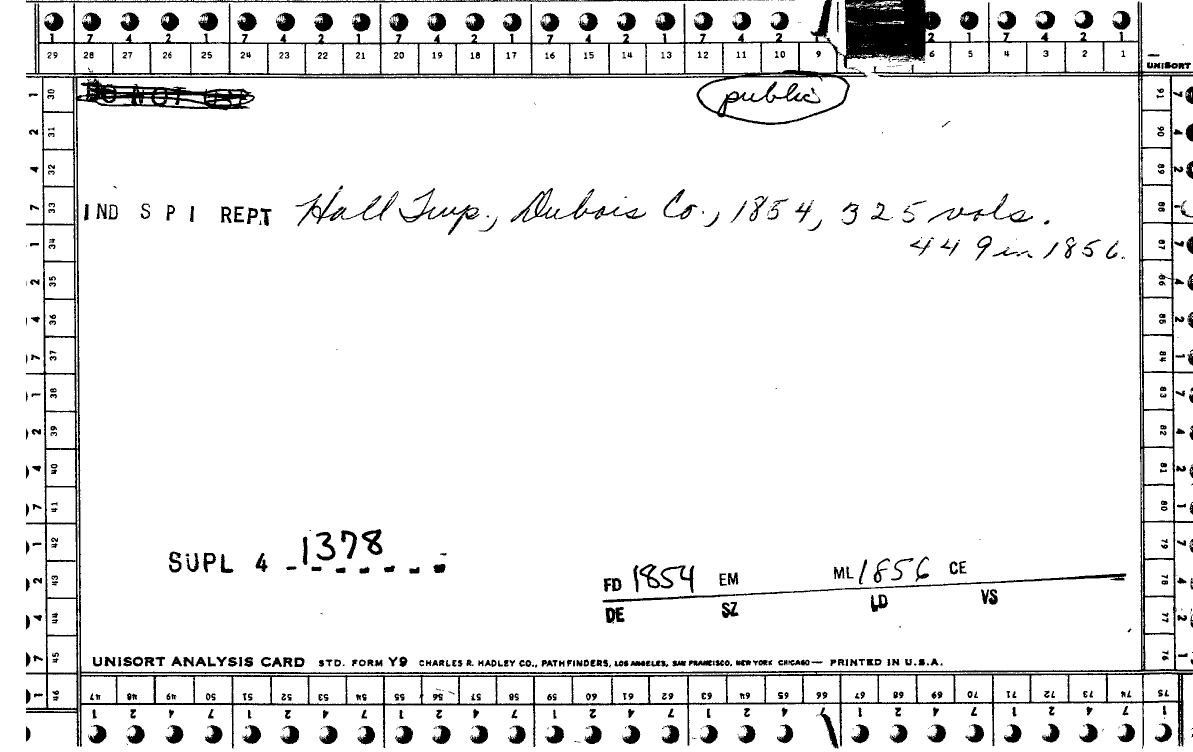 7 4 2 1 7 4 2 1 7 4 2 1 7 4 2 1 7 4 2 1
29 28 27 26 25 24 23 22 21 20 19 18 17 16 15 14 13 12 11 10 9 6 5 4 3 2 1
UNISORT
DO NOT USE
public
IND S P I REPT Hall Twp., Dubois Co., 1854, 325 vols.
449 in 1856.
1 30
2 31
4 32
7 33
1 34
2 35
4 36
7 37
1 38
2 39
4 40
7 41
1 42
2 43
4 44
7 45
1 46
91 7
90 4
89 2
88
87 7
86 4
85 2
84 1
83 7
82 4
81 2
80 1
79 7
78 4
77 2
76 1
SUPL 4 1378
FD 1854 EM ML 1856 CE
DE SZ LD VS
UNISORT ANALYSIS CARD STD. FORM Y9 CHARLES R. HADLEY CO., PATHFINDERS, LOS ANGELES, SAN FRANCISCO, NEW YORK CHICAGO — PRINTED IN U.S.A.
47 48 49 50 51 52 53 54 55 56 57 58 59 60 61 62 63 64 65 66 67 68 69 70 71 72 73 74 75
1 2 4 7 1 2 4 7 1 2 4 7 1 2 4 7 1 2 4 7 1 2 4 7 1 2 4 7 1